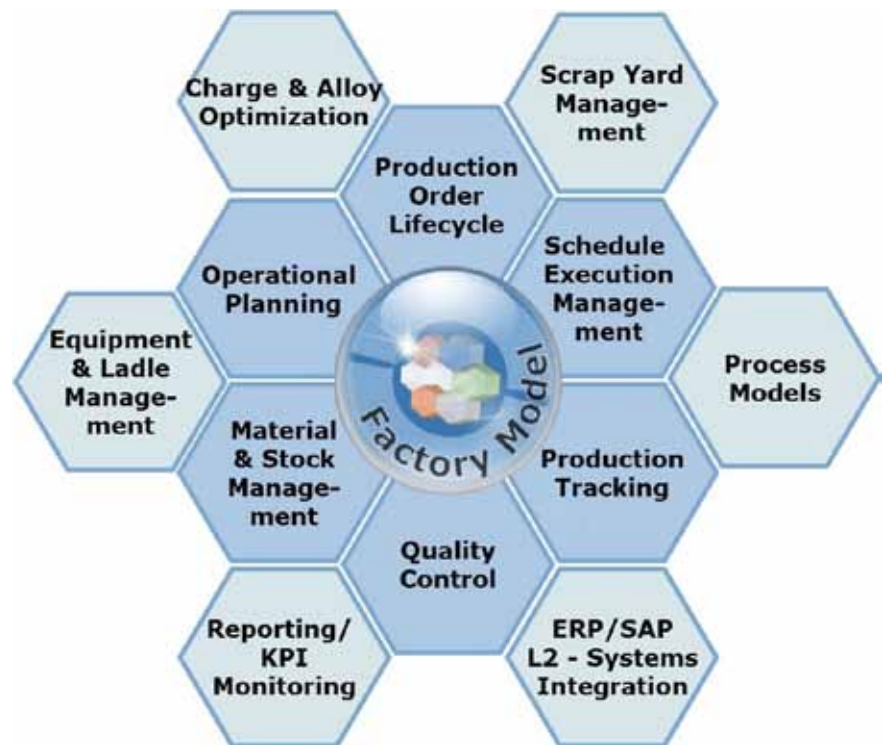 Charge & Alloy
Optimization
Scrap Yard
Manage-
ment
Production
Order
Lifecycle
Operational
Planning
Schedule
Execution
Manage-
ment
Equipment
& Ladle
Manage-
ment
Factory Model
Process
Models
Material
& Stock
Manage-
ment
Production
Tracking
Quality
Control
Reporting/
KPI
Monitoring
ERP/SAP
L2 - Systems
Integration